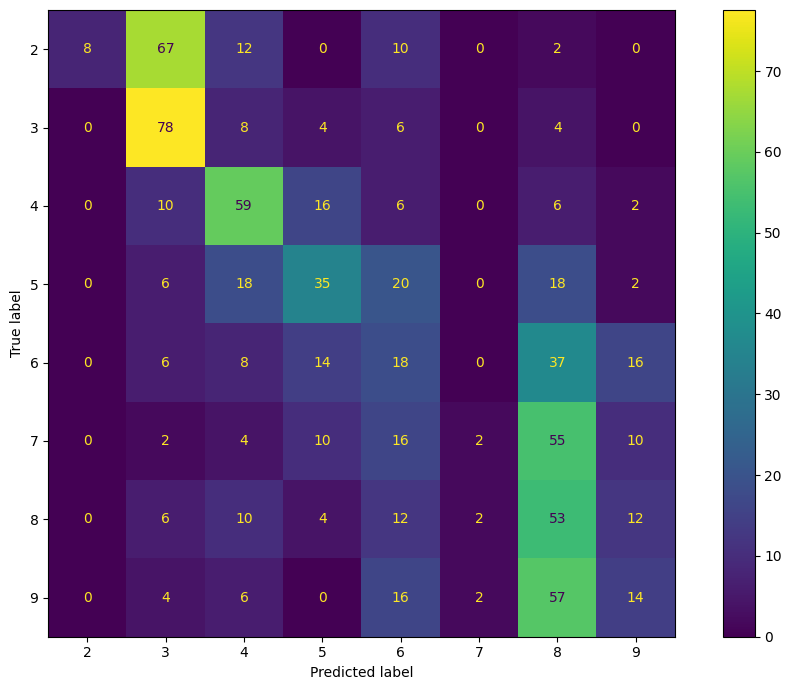 2 8 67 12 0 10 0 2 0
3 0 78 8 4 6 0 4 0
4 0 10 59 16 6 0 6 2
5 0 6 18 35 20 0 18 2
6 0 6 8 14 18 0 37 16
7 0 2 4 10 16 2 55 10
8 0 6 10 4 12 2 53 12
9 0 4 6 0 16 2 57 14
2 3 4 5 6 7 8 9
Predicted label
True label
70
60
50
40
30
20
10
0